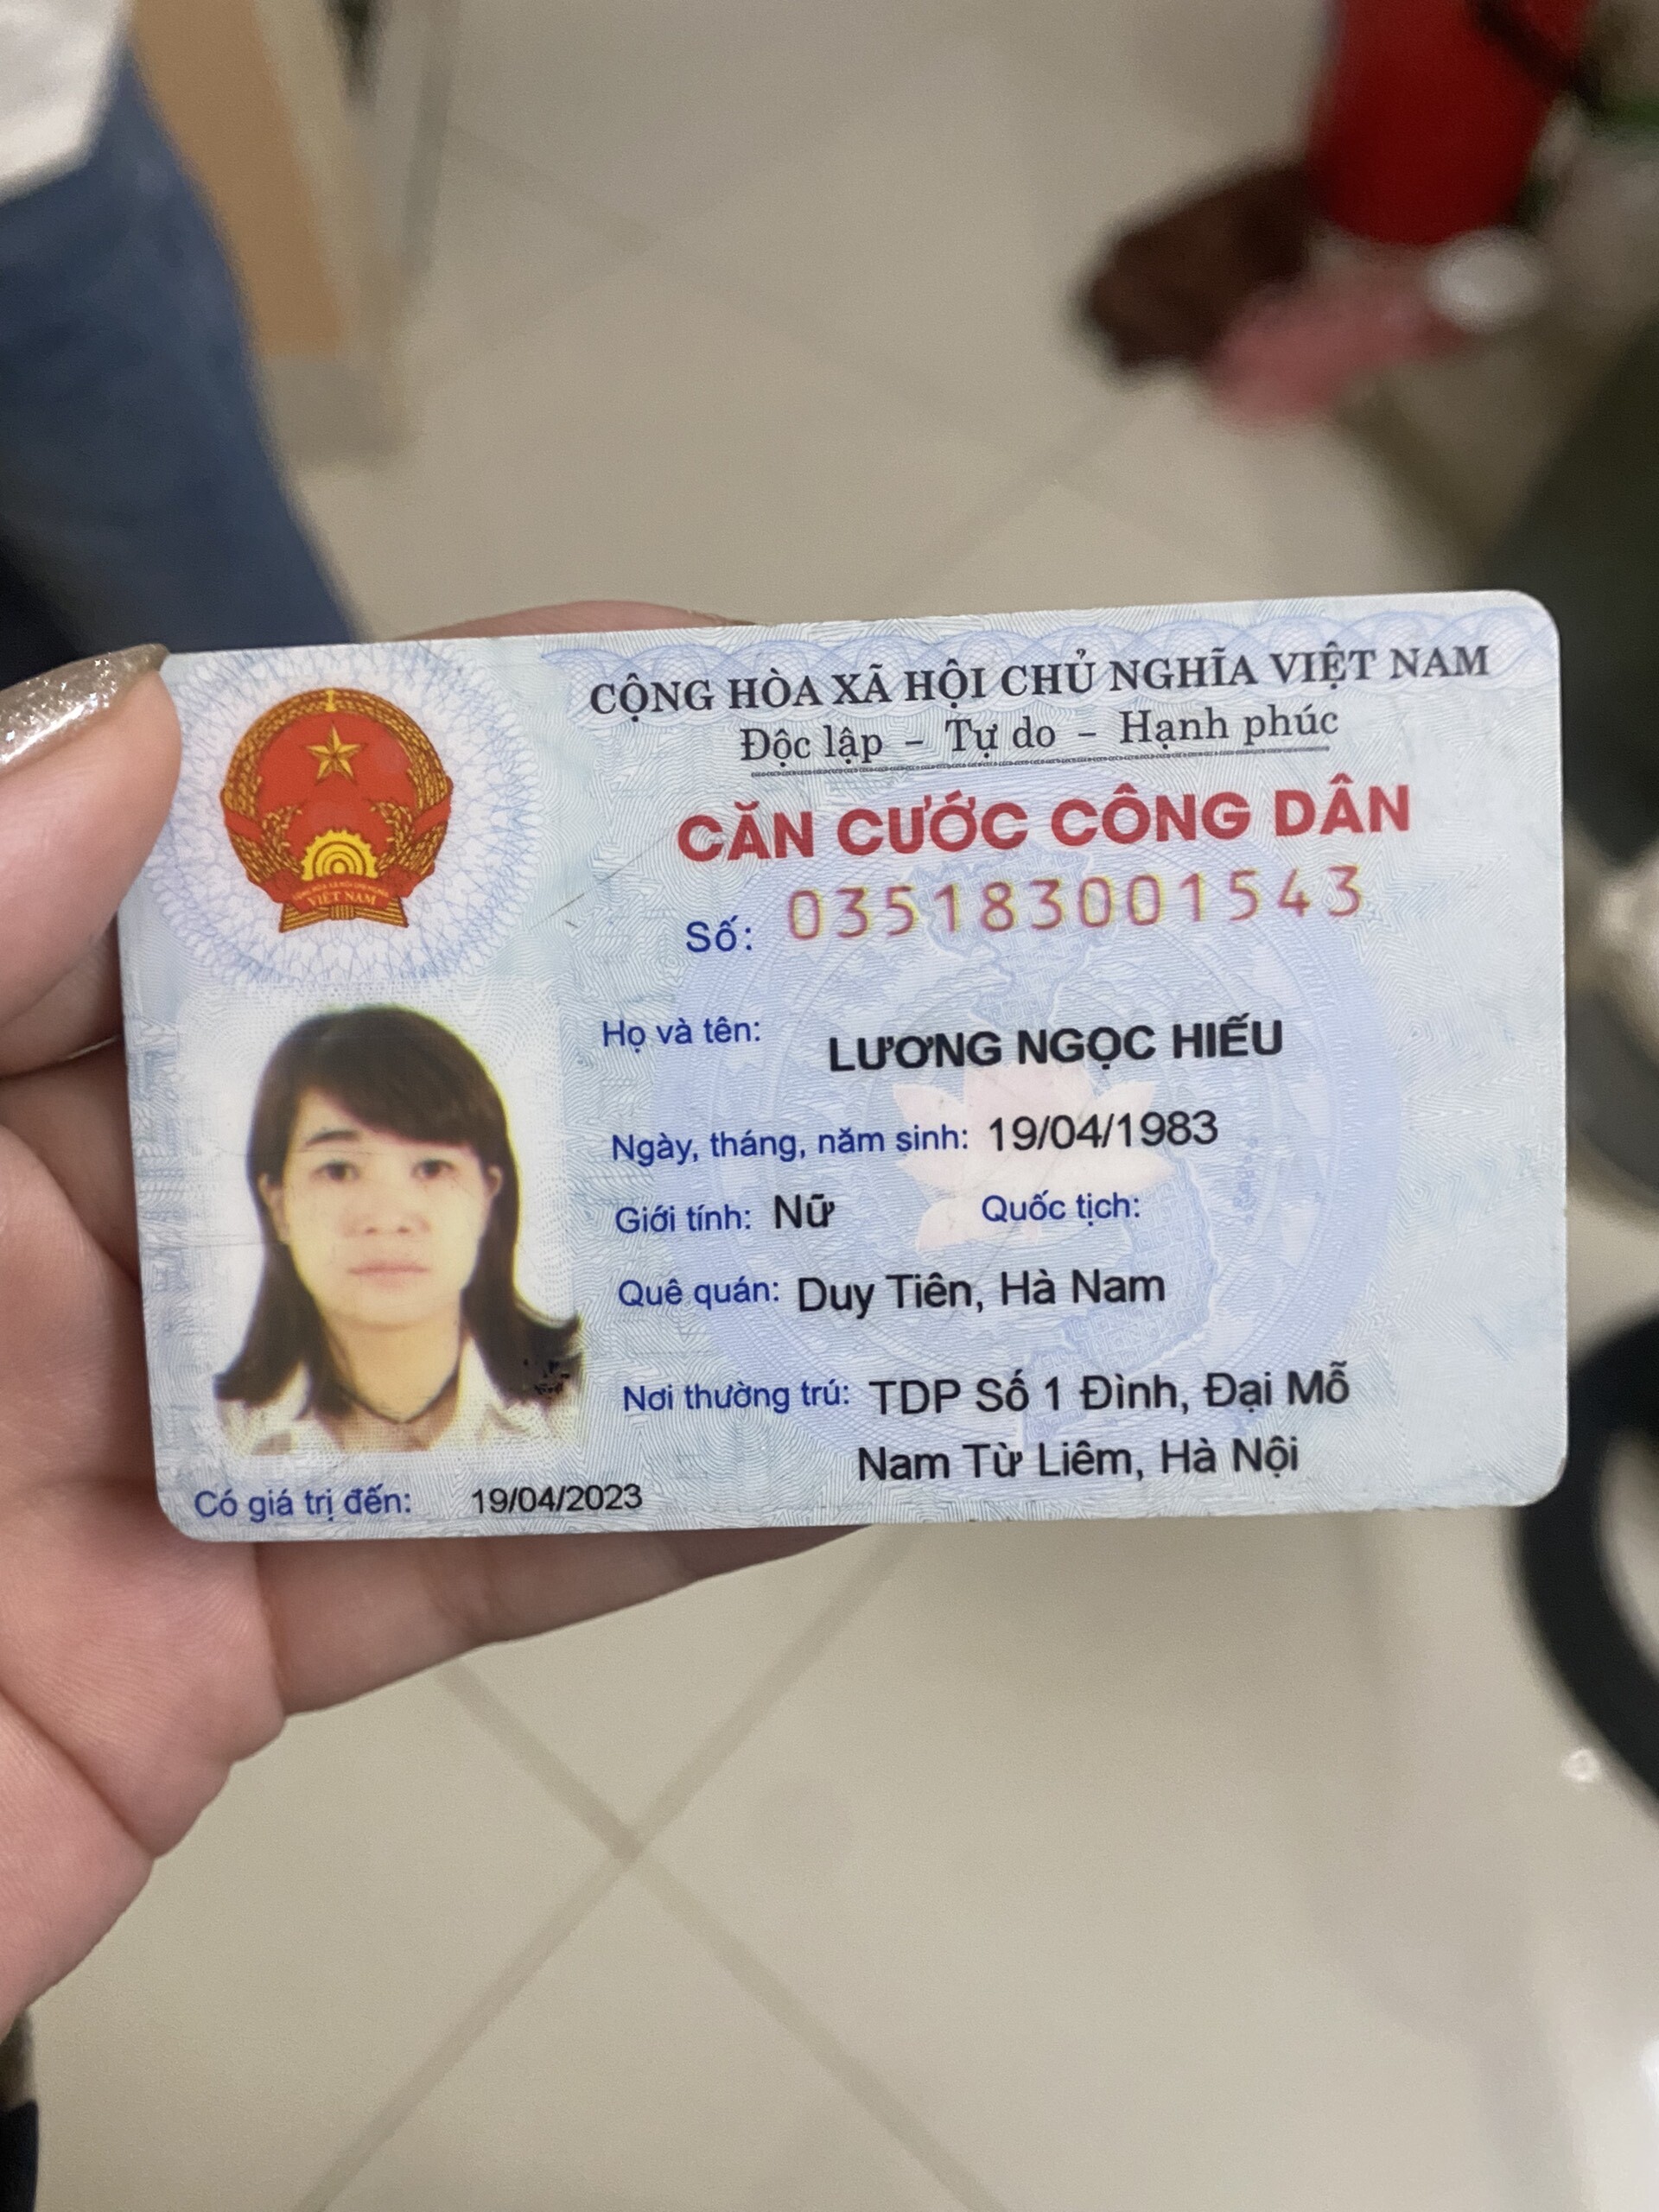 CỘNG HÒA XÃ HỘI CHỦ NGHĨA VIỆT NAM
Độc lập – Tự do – Hạnh phúc
CĂN CƯỚC CÔNG DÂN
Số: 035183001543
VIỆT NAM
Họ và tên: LƯƠNG NGỌC HIẾU
Ngày, tháng, năm sinh: 19/04/1983
Giới tính: Nữ Quốc tịch:
Quê quán: Duy Tiên, Hà Nam
Nơi thường trú: TDP Số 1 Đình, Đại Mỗ
Nam Từ Liêm, Hà Nội
Có giá trị đến: 19/04/2023